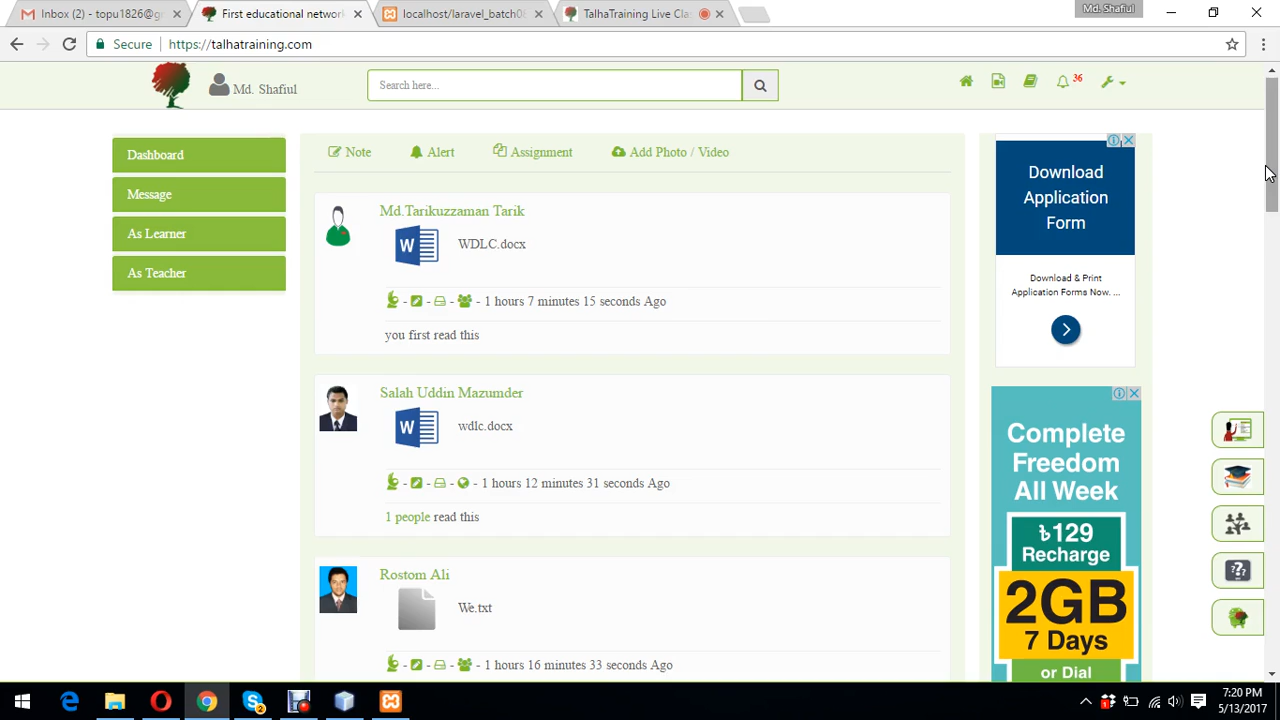 Md. Shafiul
Inbox (2) - topu1826@gm
First educational network
localhost/laravel_batch08
TalhaTraining Live Clas
Secure
https://talhatraining.com
Md. Shafiul
Search here...
36
Dashboard
Message
As Learner
As Teacher
Note
Alert
Assignment
Add Photo / Video
Md.Tarikuzzaman Tarik
WDLC.docx
- - - - 1 hours 7 minutes 15 seconds Ago
you first read this
Salah Uddin Mazumder
wdlc.docx
- - - - 1 hours 12 minutes 31 seconds Ago
1 people read this
Rostom Ali
We.txt
- - - - 1 hours 16 minutes 33 seconds Ago
Download
Application
Form
Download & Print
Application Forms Now. ...
Complete
Freedom
All Week
৳129
Recharge
2GB
7 Days
or Dial
7:20 PM
5/13/2017